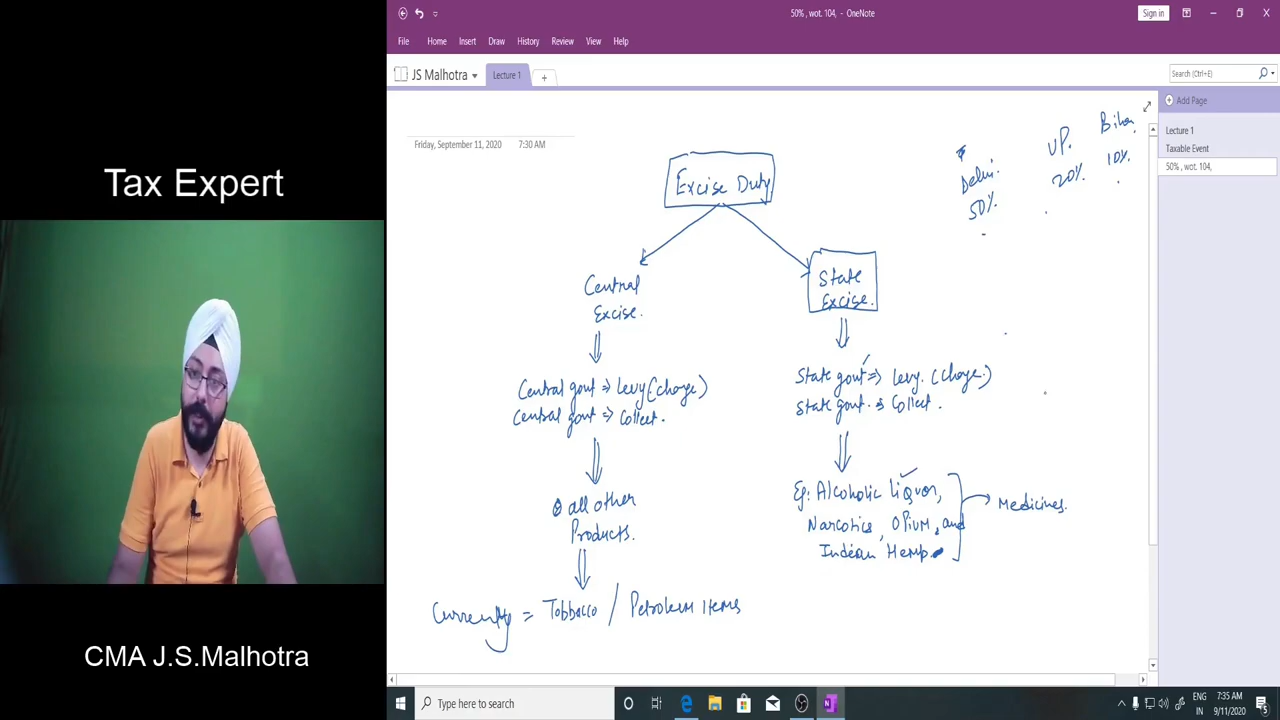 Tax Expert
CMA J.S.Malhotra
50% , wot. 104, - OneNote
Sign in
File Home Insert Draw History Review View Help
JS Malhotra
Lecture 1
Search (Ctrl+E)
Add Page
Lecture 1
Taxable Event
50% , wot. 104,
Friday, September 11, 2020 7:30 AM
Excise Duty
Delhi. UP. Bihar
50% 20% 10%.
Central
Excise.
State
Excise.
Central govt => Levy (charge)
Central govt => Collect.
State govt => Levy. (Charge.)
State govt. => Collect.
all other
Products.
Eg: Alcoholic Liquor,
Narcotics, Opium, and
Indian Hemp.
Medicines.
Currently = Tobbacco / Petroleum Items
Type here to search
ENG
IN
7:35 AM
9/11/2020
5